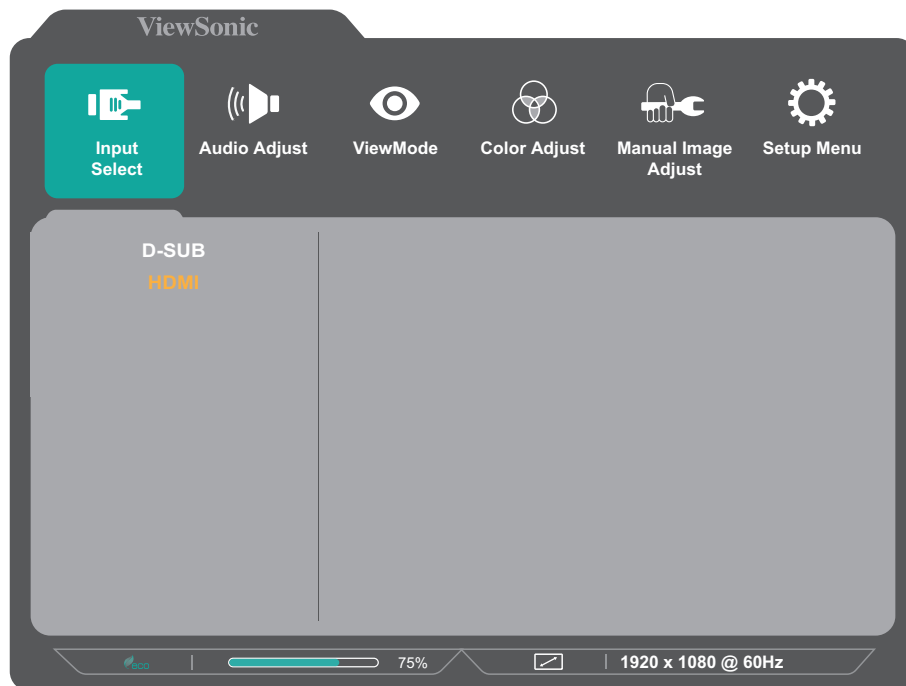 ViewSonic
Input
Select
Audio Adjust
ViewMode
Color Adjust
Manual Image
Adjust
Setup Menu
D-SUB
HDMI
ECO
75%
1920 x 1080 @ 60Hz